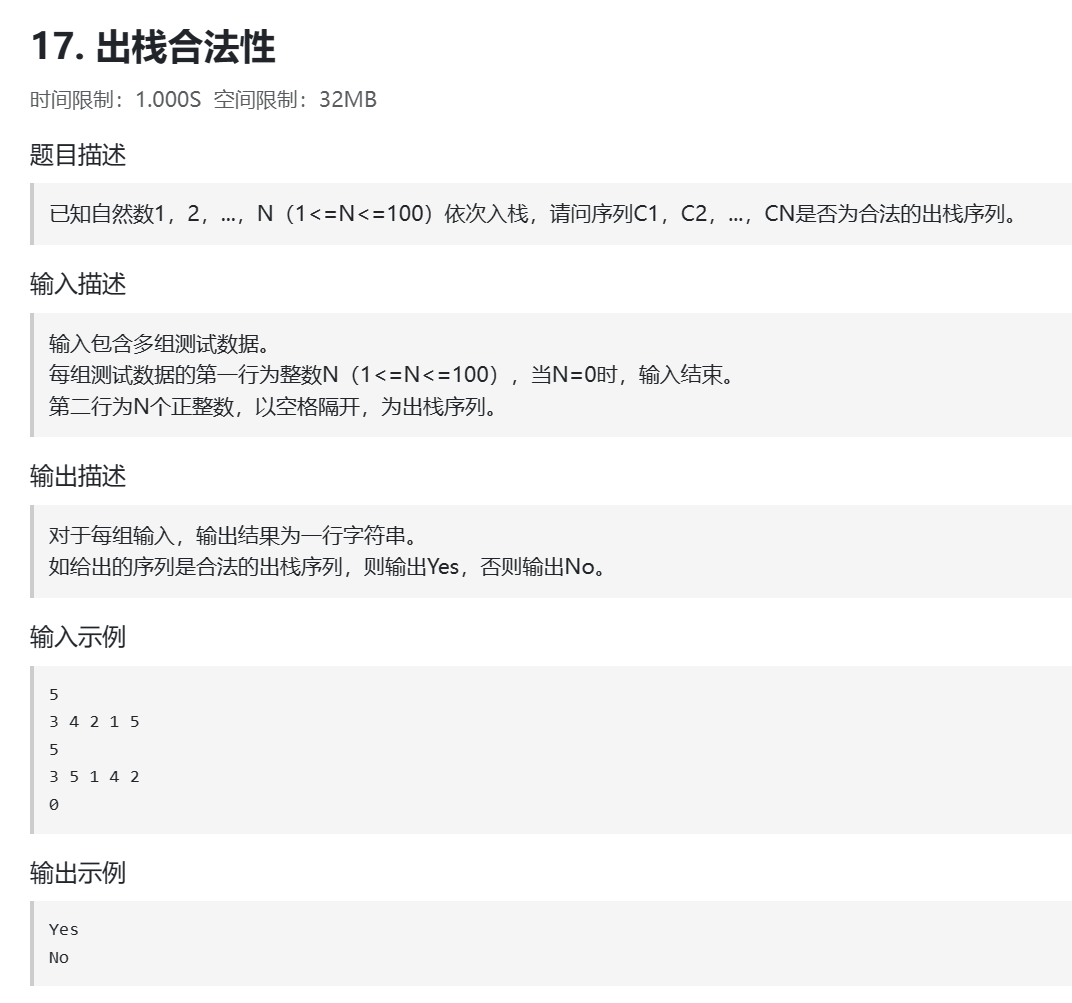 17. 出栈合法性
时间限制：1.000S 空间限制：32MB
题目描述
已知自然数1，2，...，N（1<=N<=100）依次入栈，请问序列C1，C2，...，CN是否为合法的出栈序列。
输入描述
输入包含多组测试数据。
每组测试数据的第一行为整数N（1<=N<=100），当N=0时，输入结束。
第二行为N个正整数，以空格隔开，为出栈序列。
输出描述
对于每组输入，输出结果为一行字符串。
如给出的序列是合法的出栈序列，则输出Yes，否则输出No。
输入示例
5
3 4 2 1 5
5
3 5 1 4 2
0
输出示例
Yes
No